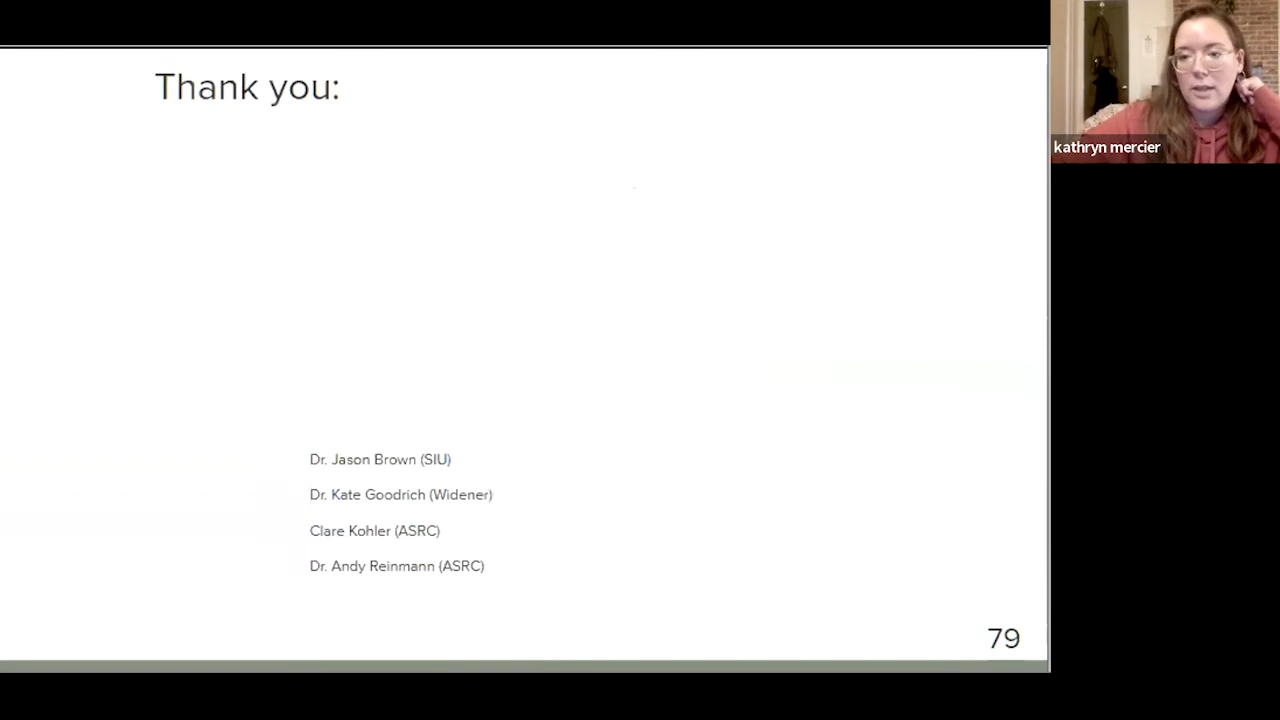 Thank you:
kathryn mercier
Dr. Jason Brown (SIU)
Dr. Kate Goodrich (Widener)
Clare Kohler (ASRC)
Dr. Andy Reinmann (ASRC)
79